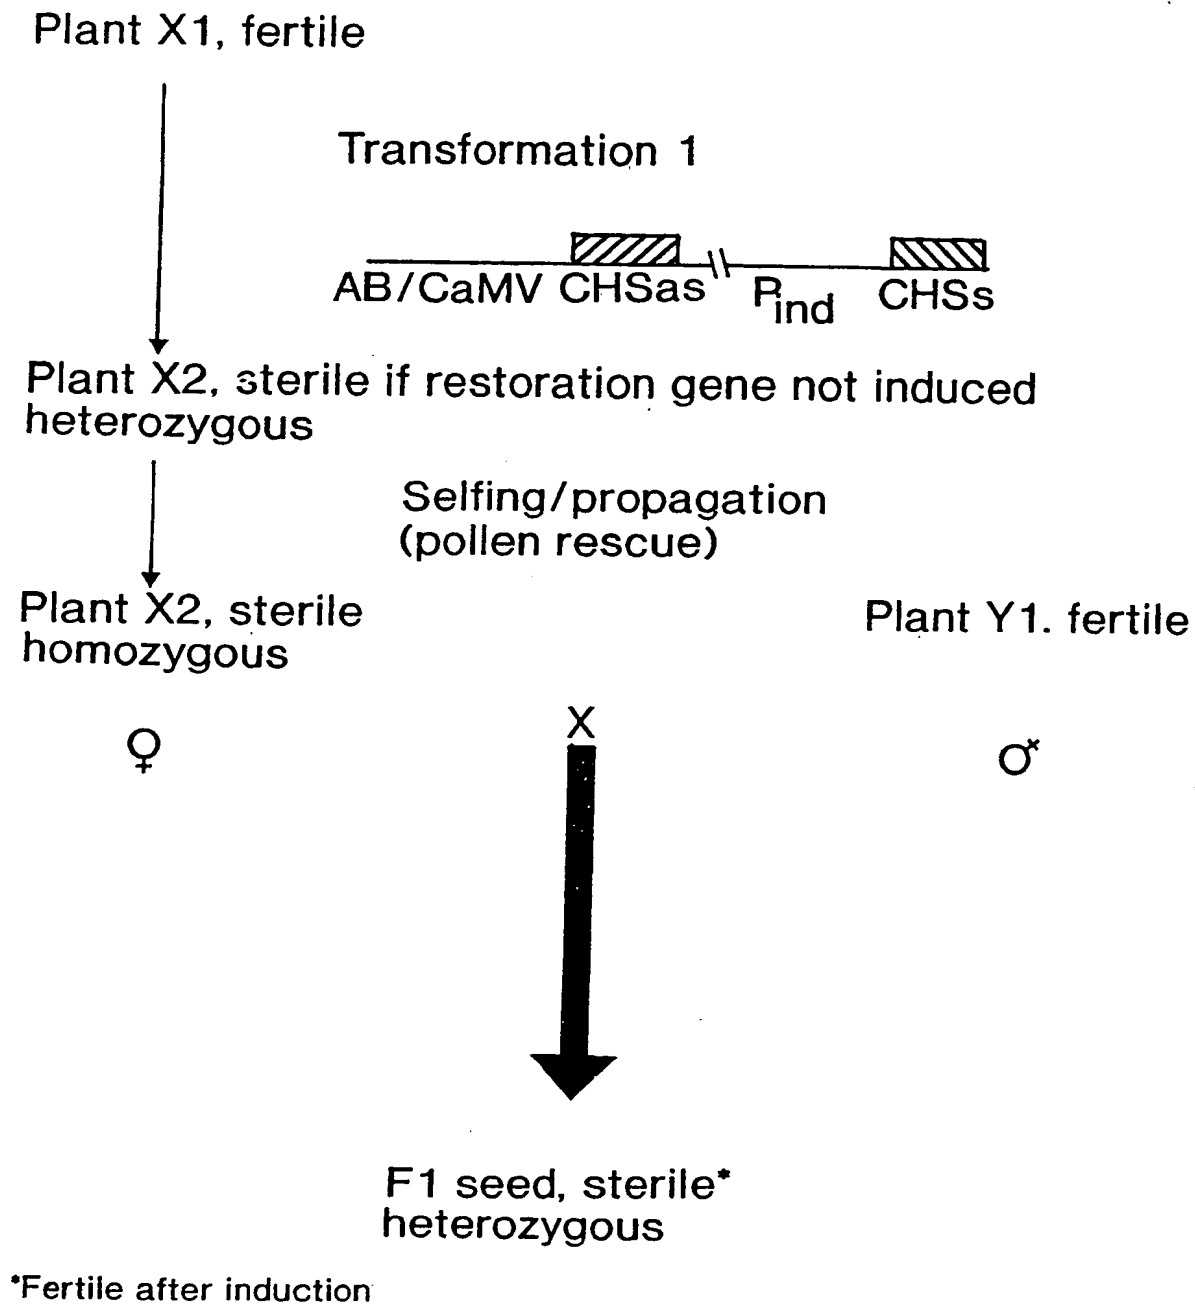 Plant X1, fertile
Transformation 1
AB/CaMV CHSas Pind CHSs
Plant X2, sterile if restoration gene not induced
heterozygous
Selfing/propagation
(pollen rescue)
Plant X2, sterile
homozygous
Plant Y1. fertile
♀ X ♂
F1 seed, sterile*
heterozygous
*Fertile after induction